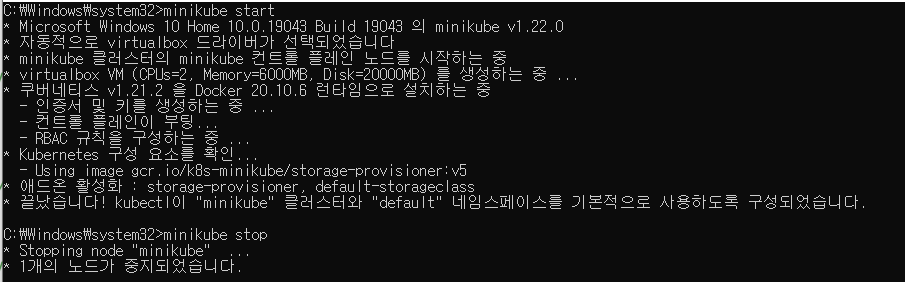 C:\Windows\system32>minikube start
* Microsoft Windows 10 Home 10.0.19043 Build 19043 의 minikube v1.22.0
* 자동적으로 virtualbox 드라이버가 선택되었습니다
* minikube 클러스터의 minikube 컨트롤 플레인 노드를 시작하는 중
* virtualbox VM (CPUs=2, Memory=6000MB, Disk=20000MB) 를 생성하는 중 ...
* 쿠버네티스 v1.21.2 을 Docker 20.10.6 런타임으로 설치하는 중
- 인증서 및 키를 생성하는 중 ...
- 컨트롤 플레인이 부팅...
- RBAC 규칙을 구성하는 중 ...
* Kubernetes 구성 요소를 확인...
- Using image gcr.io/k8s-minikube/storage-provisioner:v5
* 애드온 활성화 : storage-provisioner, default-storageclass
* 끝났습니다! kubectl이 "minikube" 클러스터와 "default" 네임스페이스를 기본적으로 사용하도록 구성되었습니다.
C:\Windows\system32>minikube stop
* Stopping node "minikube" ...
* 1개의 노드가 중지되었습니다.